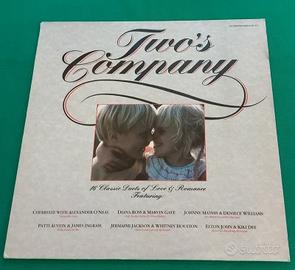 Two's
Company
16 Classic Duets of Love & Romance
Featuring:
CHERRELLE WITH ALEXANDER O'NEAL
DIANA ROSS & MARVIN GAYE
JOHNNY MATHIS & DENIECE WILLIAMS
PATTI AUSTIN & JAMES INGRAM
JERMAINE JACKSON & WHITNEY HOUSTON
ELTON JOHN & KIKI DEE
subito